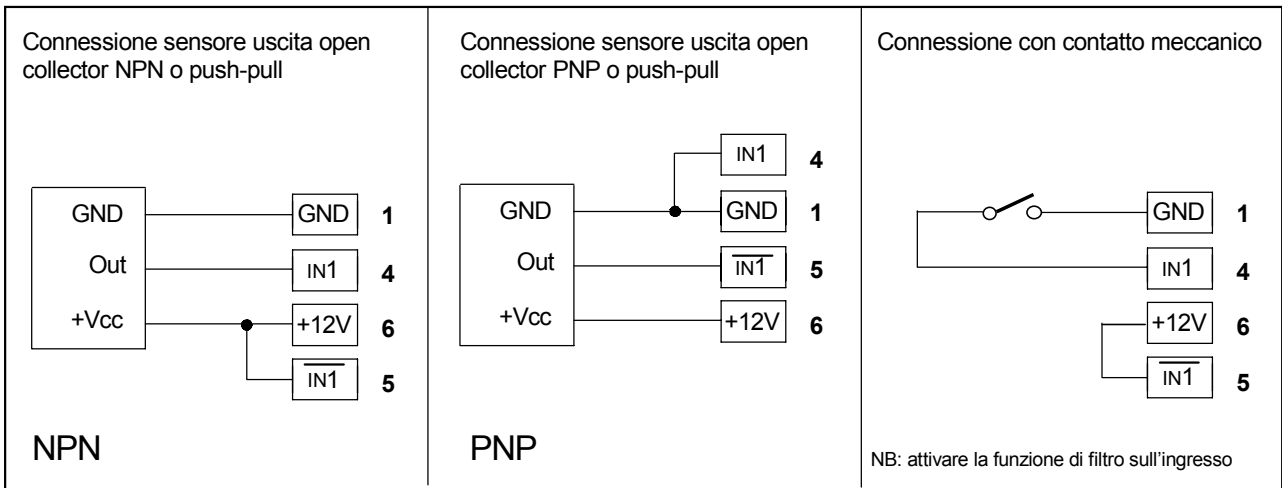 Connessione sensore uscita open
collector NPN o push-pull
GND GND 1
Out IN1 4
+Vcc +12V 6
I̅N̅1̅ 5
NPN
Connessione sensore uscita open
collector PNP o push-pull
IN1 4
GND GND 1
Out I̅N̅1̅ 5
+Vcc +12V 6
PNP
Connessione con contatto meccanico
GND 1
IN1 4
+12V 6
I̅N̅1̅ 5
NB: attivare la funzione di filtro sull'ingresso